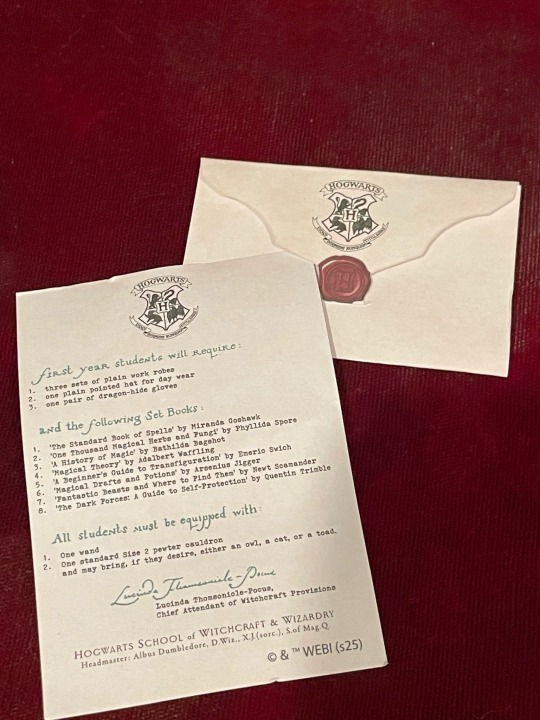 HOGWARTS
H
H
HOGWARTS
H
first year students will require:
1. three sets of plain work robes
2. one plain pointed hat for day wear
3. one pair of dragon-hide gloves
and the following Set Books:
1. 'The Standard Book of Spells' by Miranda Goshawk
2. 'One Thousand Magical Herbs and Fungi' by Phyllida Spore
3. 'A History of Magic' by Bathilda Bagshot
4. 'Magical Theory' by Adalbert Waffling
5. 'A Beginner's Guide to Transfiguration' by Emeric Swich
6. 'Magical Drafts and Potions' by Arsenius Jigger
7. 'Fantastic Beasts and Where to Find Them' by Newt Scamander
8. 'The Dark Forces: A Guide to Self-Protection' by Quentin Trimble
All students must be equipped with:
1. One wand
2. One standard Size 2 pewter cauldron
and may bring, if they desire, either an owl, a cat, or a toad.
Lucinda Thomsonicle-Pocus
Lucinda Thomsonicle-Pocus,
Chief Attendant of Witchcraft Provisions
HOGWARTS SCHOOL of WITCHCRAFT & WIZARDRY
Headmaster: Albus Dumbledore, D.Wiz., X.J.(sorc.), S.of Mag.Q
© & ™ WBEI (s25)